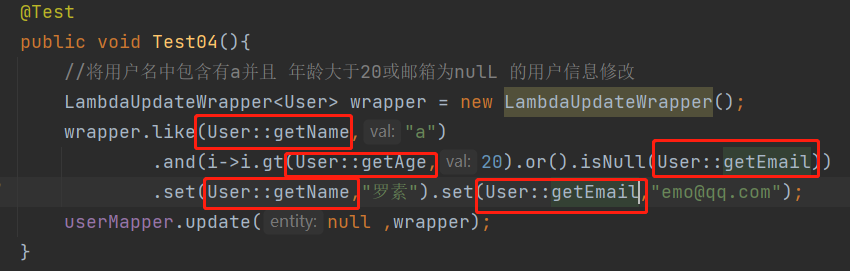 @Test
public void Test04(){
//将用户名中包含有a并且 年龄大于20或邮箱为nulL 的用户信息修改
LambdaUpdateWrapper<User> wrapper = new LambdaUpdateWrapper();
wrapper.like(User::getName, val: "a")
.and(i->i.gt(User::getAge, val: 20).or().isNull(User::getEmail))
.set(User::getName,"罗素").set(User::getEmail,"emo@qq.com");
userMapper.update( entity: null ,wrapper);
}